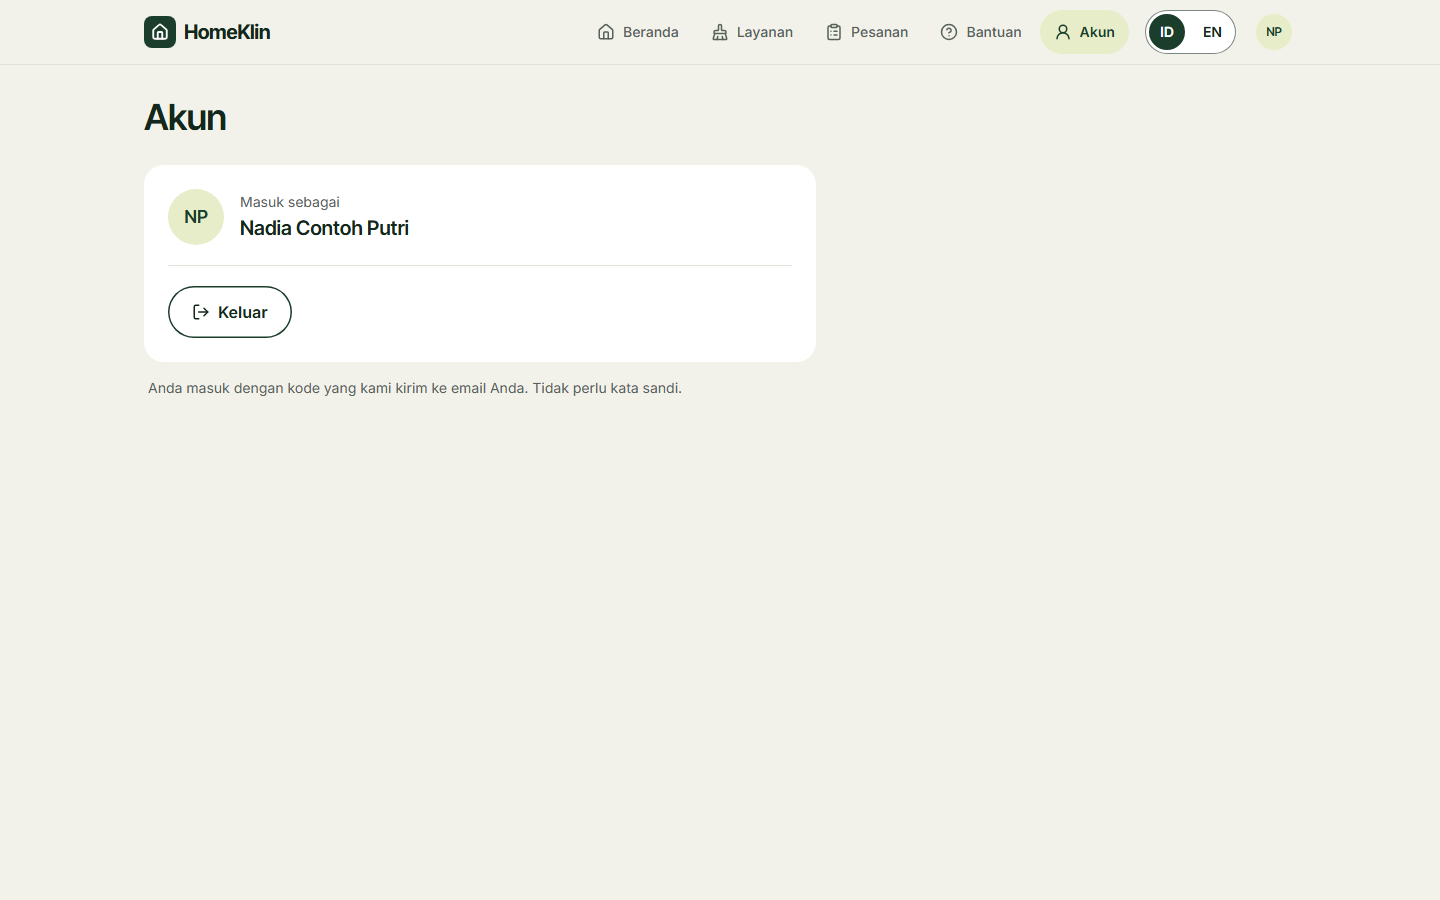 HomeKlin
Beranda
Layanan
Pesanan
Bantuan
Akun
ID
EN
NP
Akun
NP
Masuk sebagai
Nadia Contoh Putri
Keluar
Anda masuk dengan kode yang kami kirim ke email Anda. Tidak perlu kata sandi.